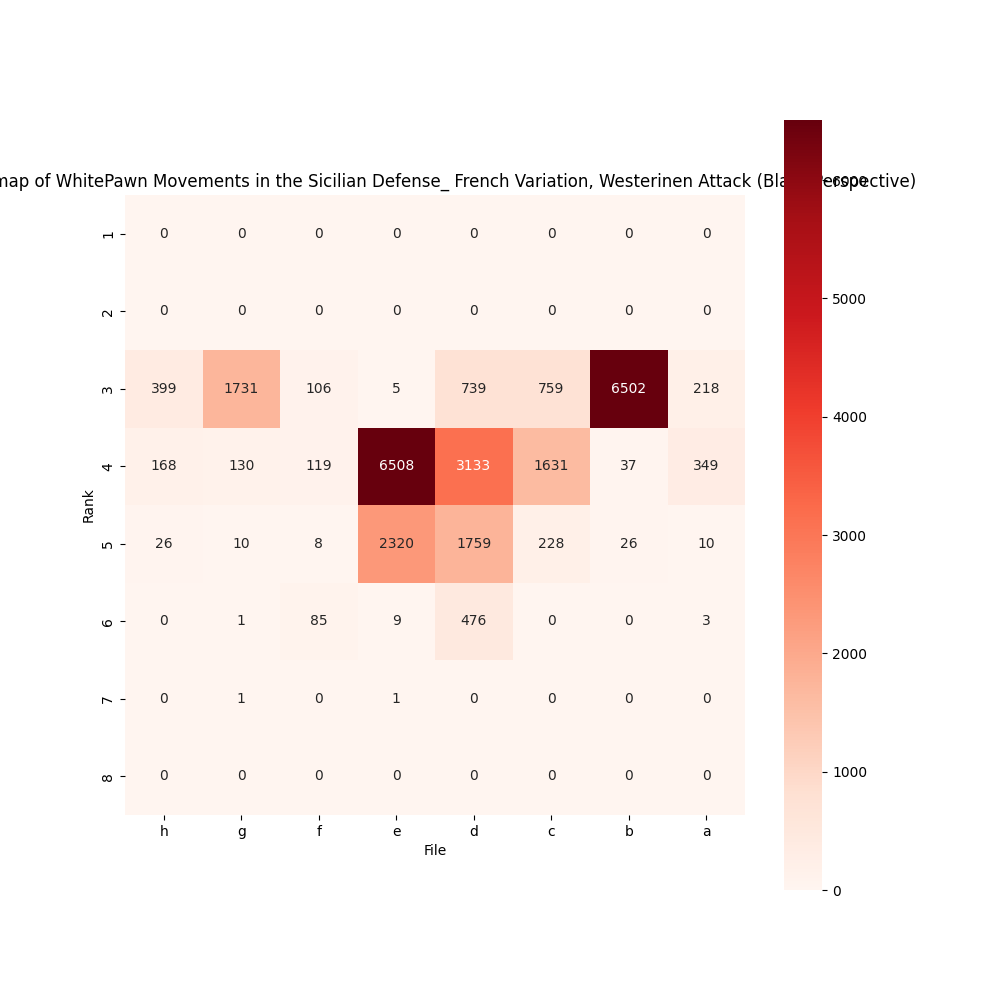 map of WhitePawn Movements in the Sicilian Defense_ French Variation, Westerinen Attack (Bla erspective)
6000
1 0 0 0 0 0 0 0 0
2 0 0 0 0 0 0 0 0
5000
3 399 1731 106 5 739 759 6502 218
4000
4 168 130 119 6508 3133 1631 37 349
Rank
5 26 10 8 2320 1759 228 26 10
3000
6 0 1 85 9 476 0 0 3
2000
7 0 1 0 1 0 0 0 0
1000
8 0 0 0 0 0 0 0 0
h g f e d c b a
File
0